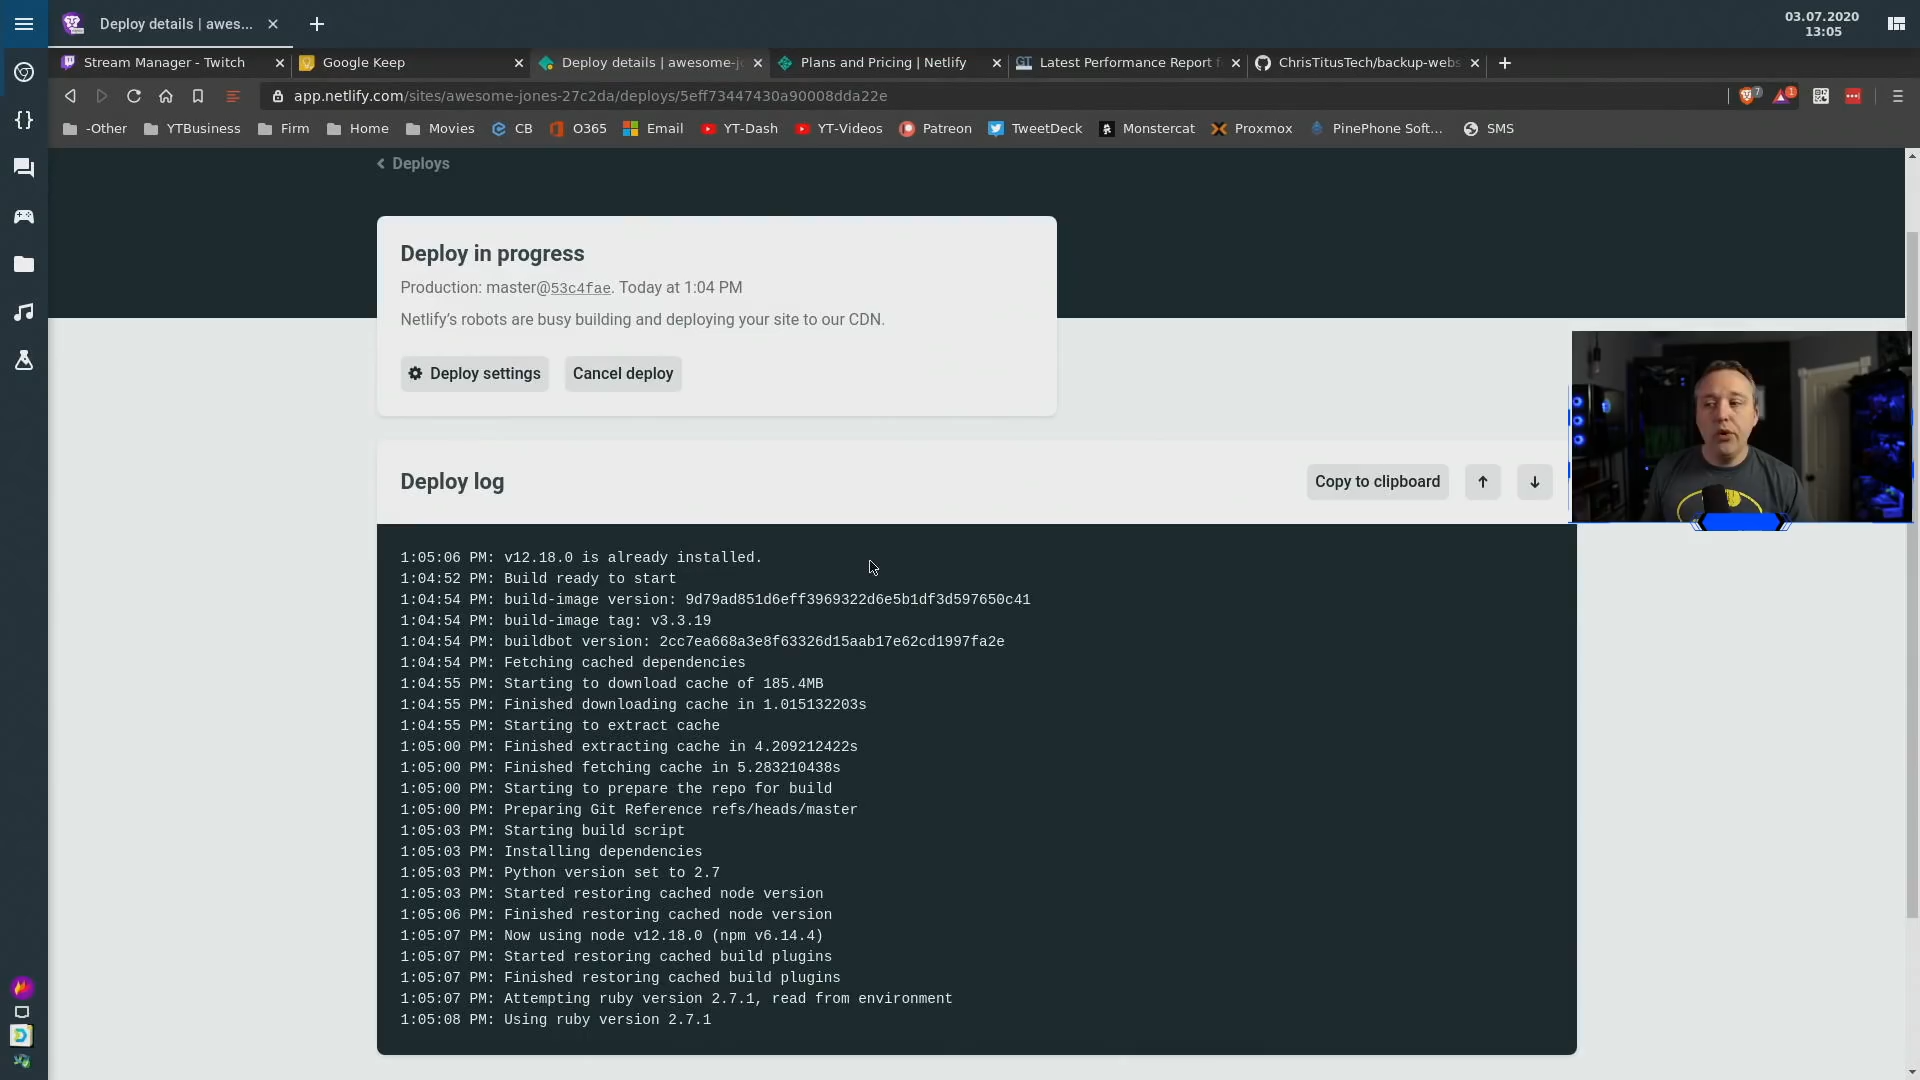 Deploy details | awes...
03.07.2020
13:05
Stream Manager - Twitch
Google Keep
Deploy details | awesome-j
Plans and Pricing | Netlify
GT Latest Performance Report f
ChrisTitusTech/backup-webs
app.netlify.com/sites/awesome-jones-27c2da/deploys/5eff73447430a90008dda22e
7
1
-Other
YTBusiness
Firm
Home
Movies
CB
O365
Email
YT-Dash
YT-Videos
Patreon
TweetDeck
Monstercat
Proxmox
PinePhone Soft...
SMS
Deploys
Deploy in progress
Production: master@53c4fae. Today at 1:04 PM
Netlify's robots are busy building and deploying your site to our CDN.
Deploy settings
Cancel deploy
Deploy log
Copy to clipboard
1:05:06 PM: v12.18.0 is already installed.
1:04:52 PM: Build ready to start
1:04:54 PM: build-image version: 9d79ad851d6eff3969322d6e5b1df3d597650c41
1:04:54 PM: build-image tag: v3.3.19
1:04:54 PM: buildbot version: 2cc7ea668a3e8f63326d15aab17e62cd1997fa2e
1:04:54 PM: Fetching cached dependencies
1:04:55 PM: Starting to download cache of 185.4MB
1:04:55 PM: Finished downloading cache in 1.015132203s
1:04:55 PM: Starting to extract cache
1:05:00 PM: Finished extracting cache in 4.209212422s
1:05:00 PM: Finished fetching cache in 5.283210438s
1:05:00 PM: Starting to prepare the repo for build
1:05:00 PM: Preparing Git Reference refs/heads/master
1:05:03 PM: Starting build script
1:05:03 PM: Installing dependencies
1:05:03 PM: Python version set to 2.7
1:05:03 PM: Started restoring cached node version
1:05:06 PM: Finished restoring cached node version
1:05:07 PM: Now using node v12.18.0 (npm v6.14.4)
1:05:07 PM: Started restoring cached build plugins
1:05:07 PM: Finished restoring cached build plugins
1:05:07 PM: Attempting ruby version 2.7.1, read from environment
1:05:08 PM: Using ruby version 2.7.1